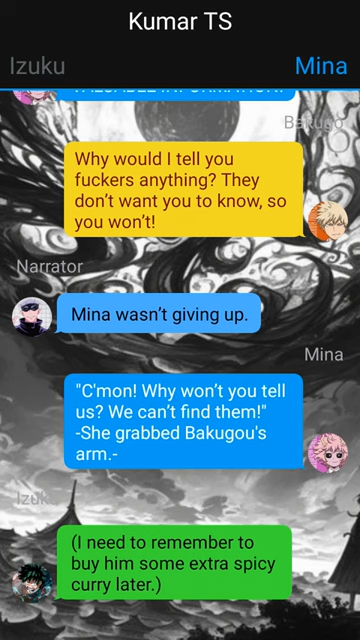 Kumar TS
Izuku
Mina
VALUABLE INFORMATION!
Bakugo
Why would I tell you
fuckers anything? They
don't want you to know, so
you won't!
Narrator
Mina wasn't giving up.
Mina
"C'mon! Why won't you tell
us? We can't find them!"
-She grabbed Bakugou's
arm.-
Izuku
(I need to remember to
buy him some extra spicy
curry later.)